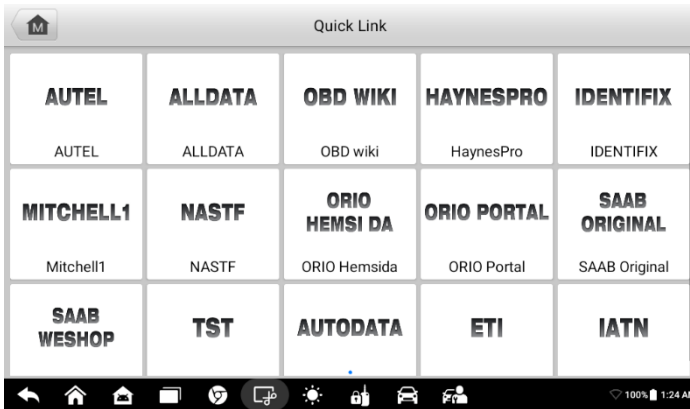 M
Quick Link
AUTEL
ALLDATA
OBD WIKI
HAYNESPRO
IDENTIFIX
AUTEL
ALLDATA
OBD wiki
HaynesPro
IDENTIFIX
MITCHELL1
NASTF
ORIO
HEMSI DA
ORIO PORTAL
SAAB
ORIGINAL
Mitchell1
NASTF
ORIO Hemsida
ORIO Portal
SAAB Original
SAAB
WESHOP
TST
AUTODATA
ETI
IATN
100% 1:24 AM